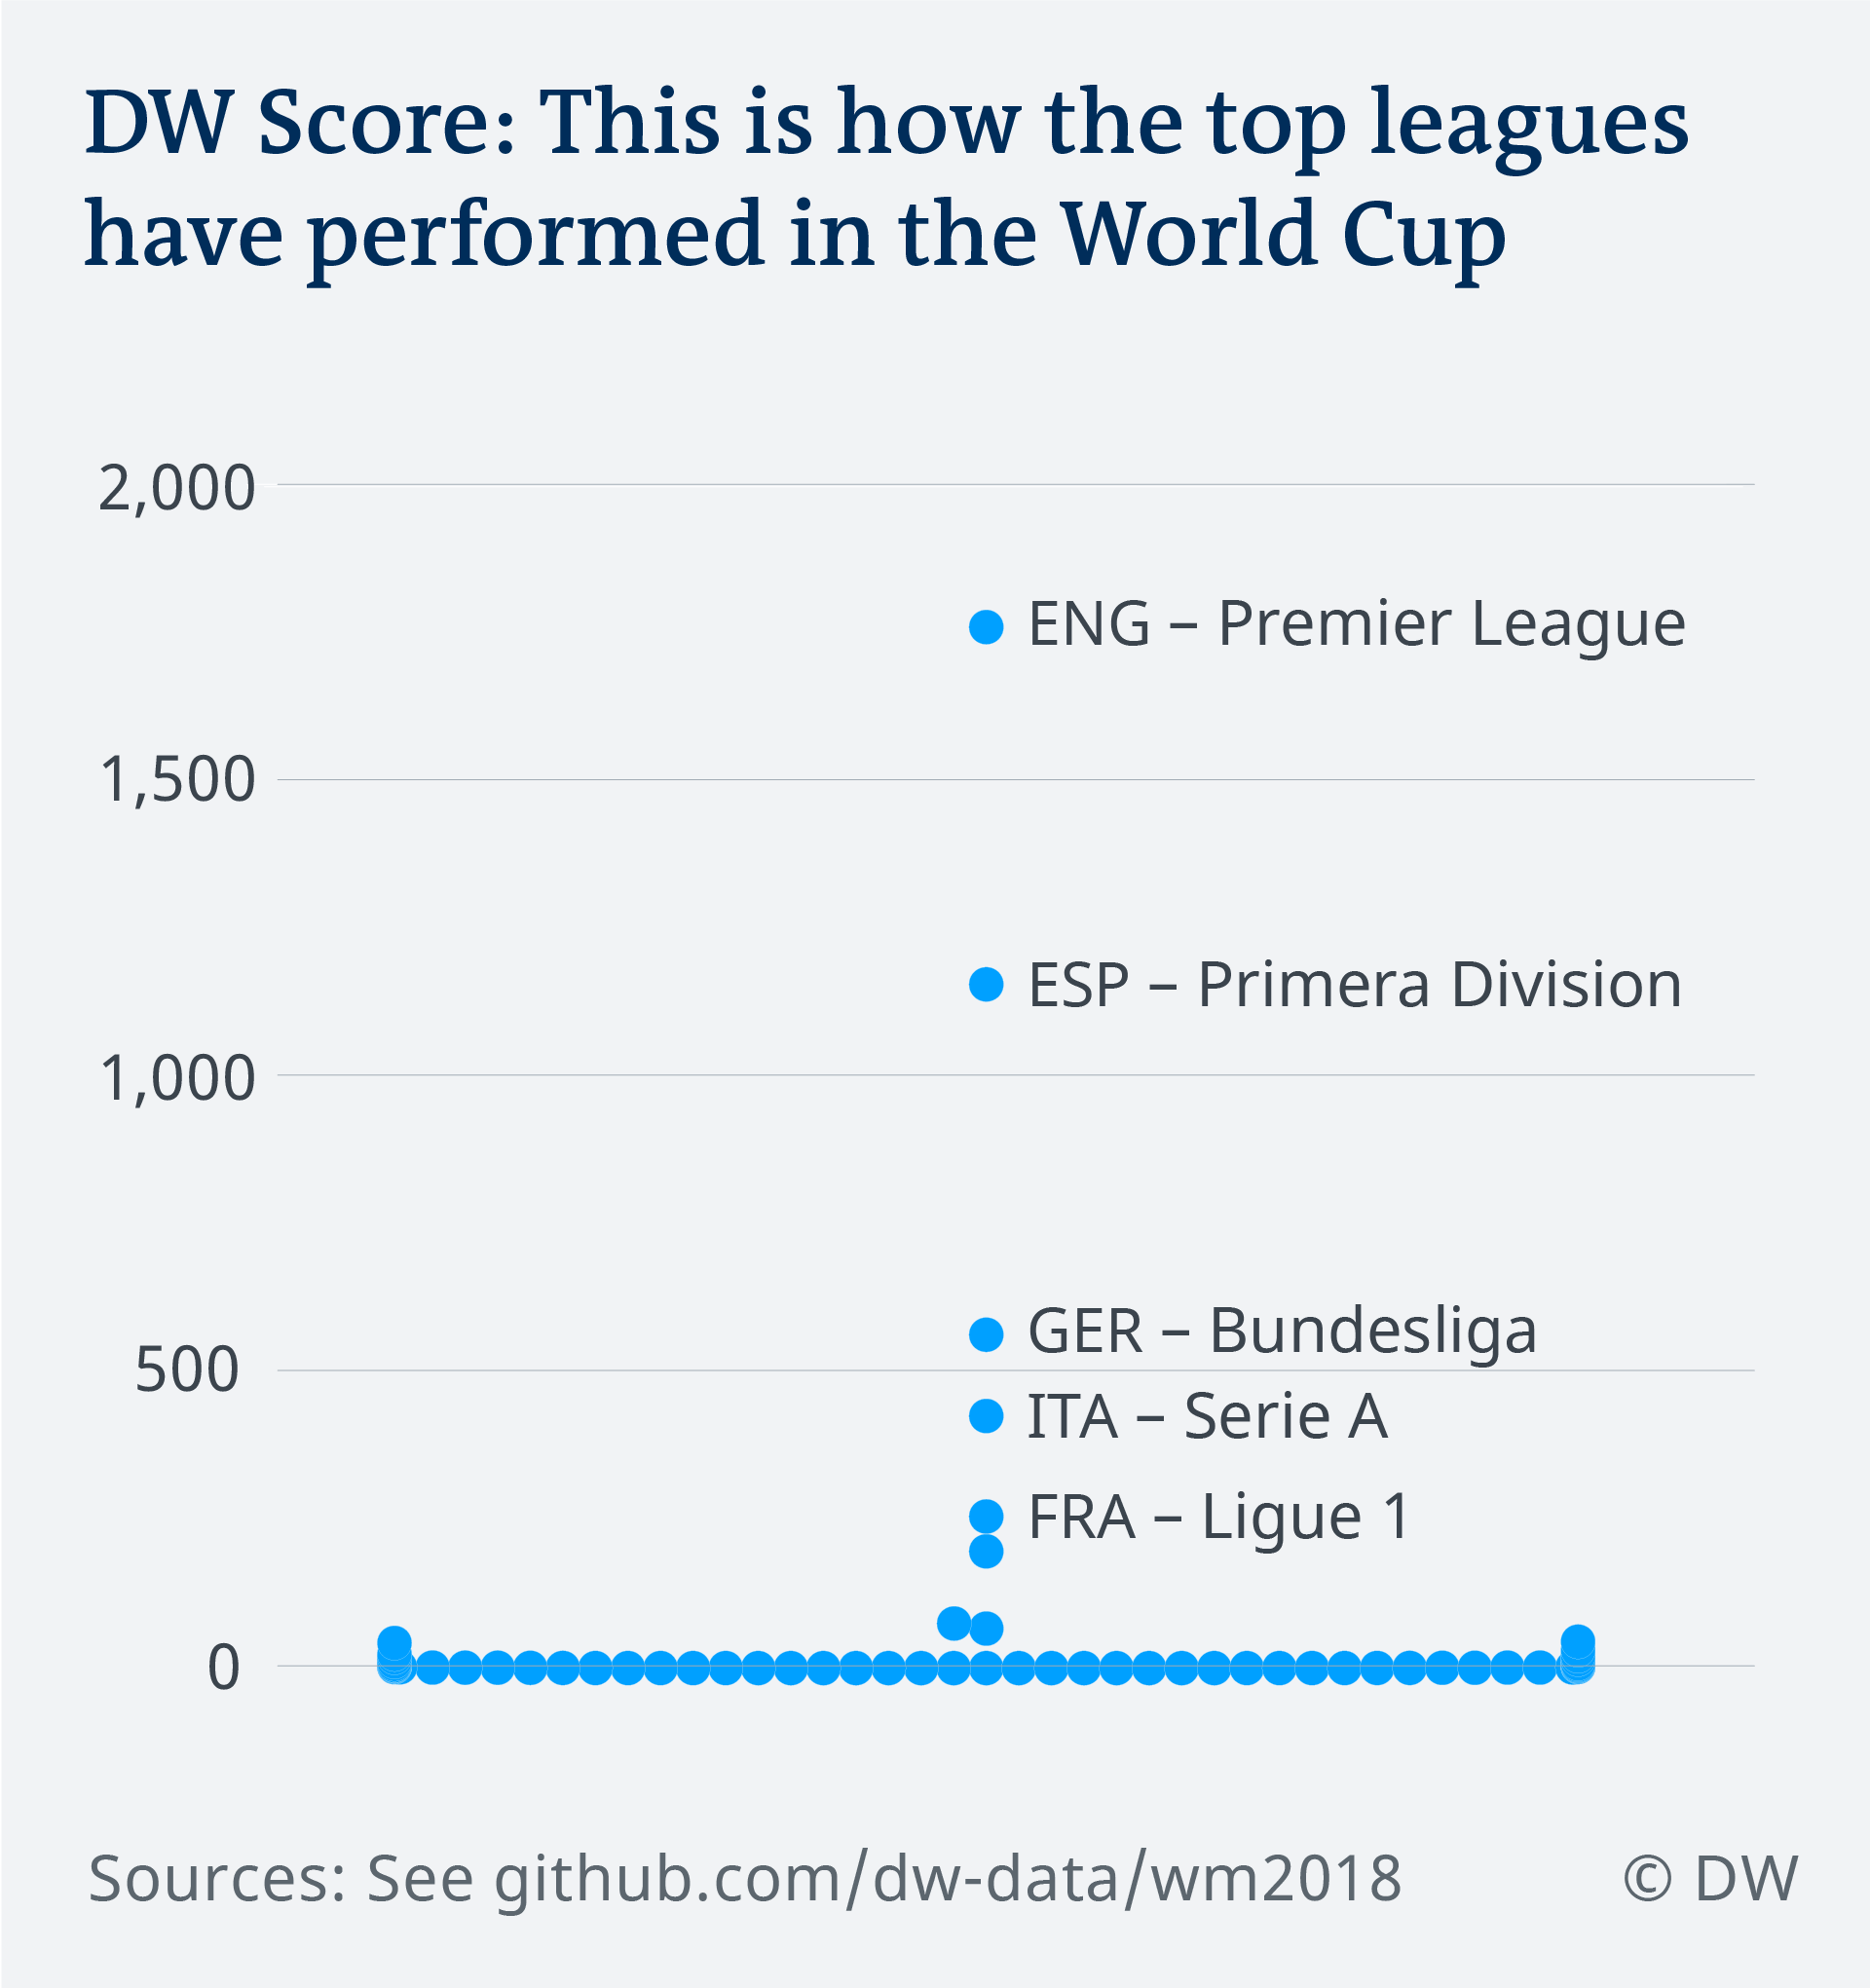 DW Score: This is how the top leagues
have performed in the World Cup
2,000
ENG – Premier League
1,500
ESP – Primera Division
1,000
GER – Bundesliga
500
ITA – Serie A
FRA – Ligue 1
0
Sources: See github.com/dw-data/wm2018 © DW